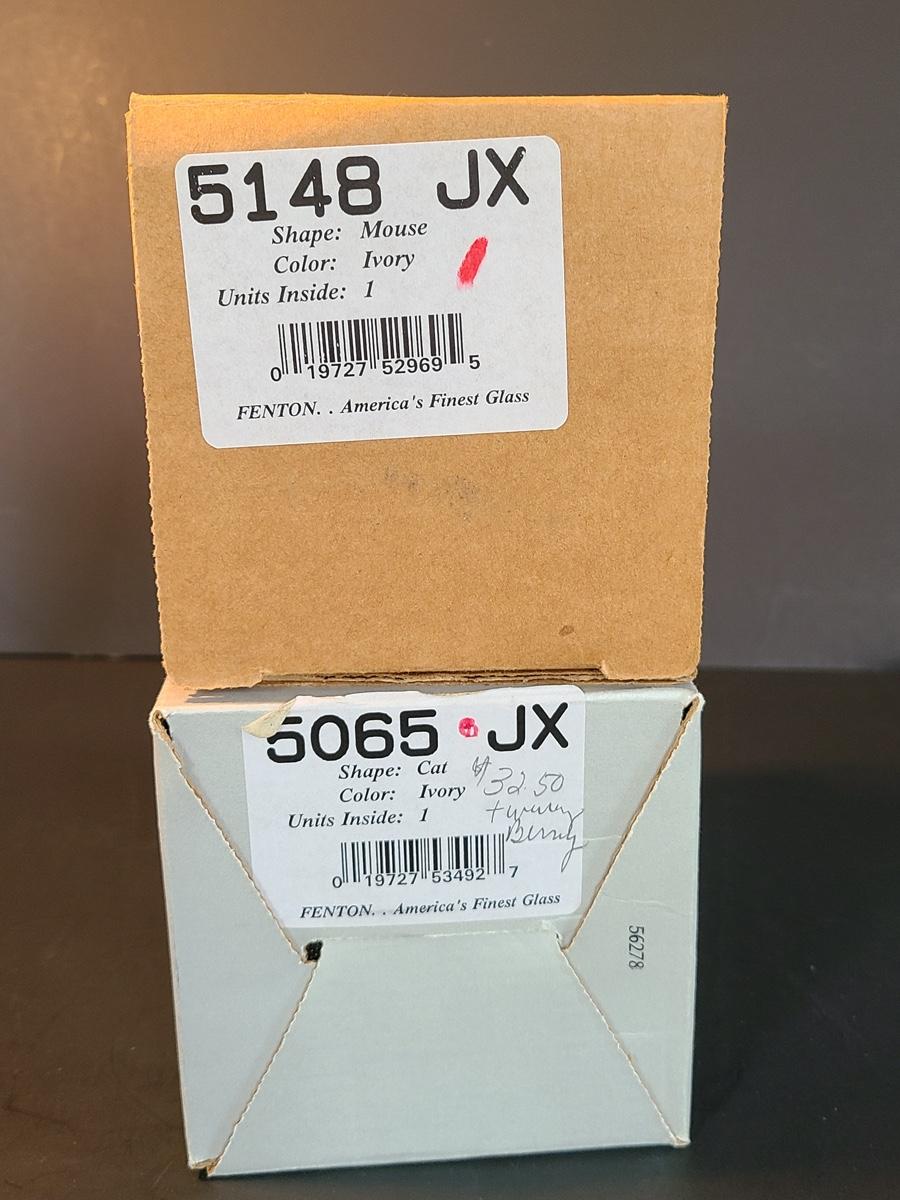 5148 JX
Shape: Mouse
Color: Ivory
Units Inside: 1
0 19727 52969 5
FENTON. . America's Finest Glass
5065 JX
Shape: Cat
Color: Ivory
Units Inside: 1
$32.50
0 19727 53492 7
FENTON. . America's Finest Glass
56278